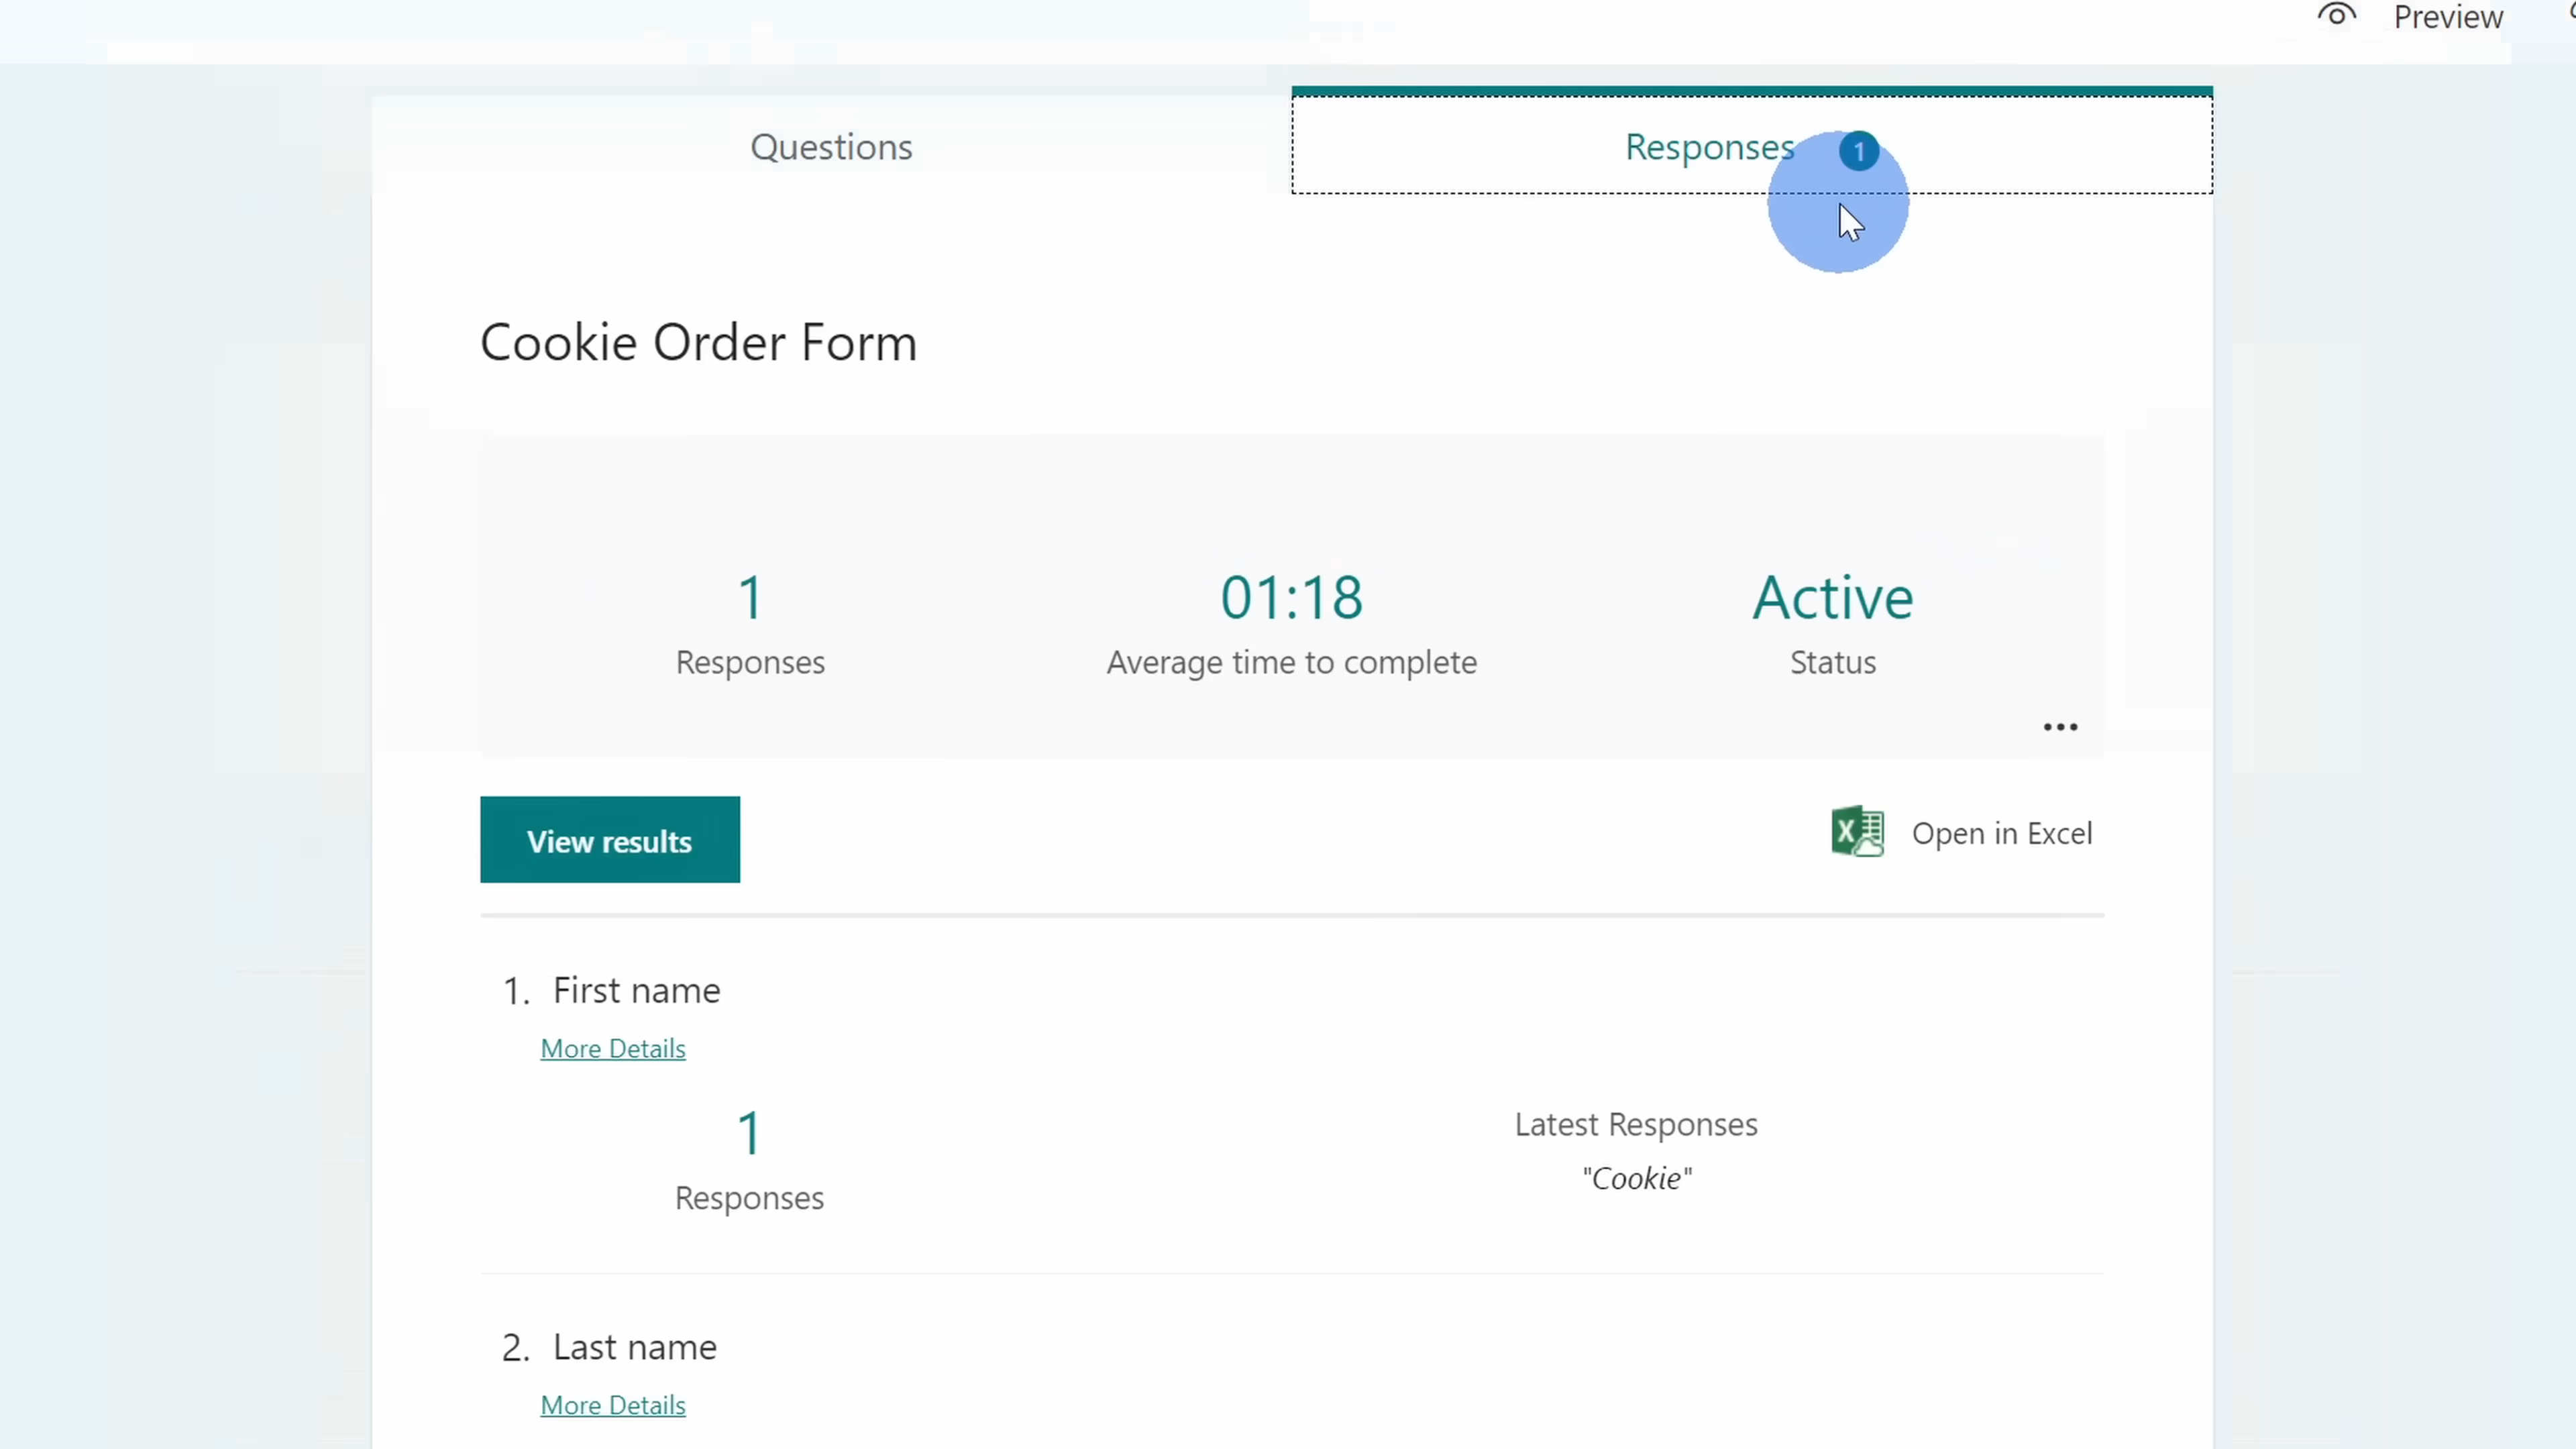 Preview
Questions
Responses 1
Cookie Order Form
1
Responses
01:18
Average time to complete
Active
Status
View results
Open in Excel
1. First name
More Details
1
Responses
Latest Responses
"Cookie"
2. Last name
More Details